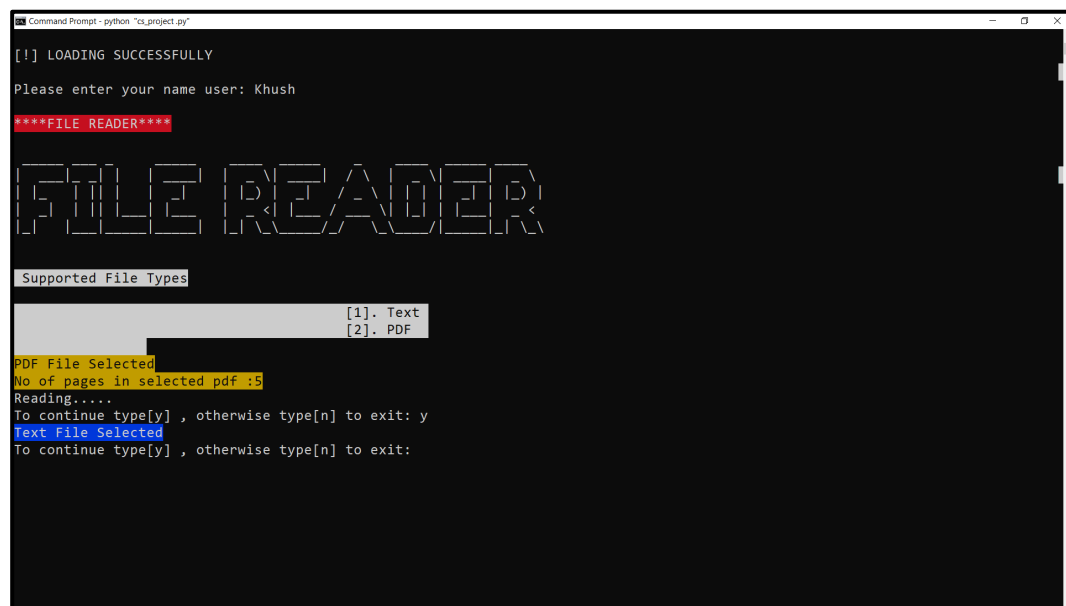 Command Prompt - python "cs_project.py"
[!] LOADING SUCCESSFULLY
Please enter your name user: Khush
****FILE READER****
FILE READER
Supported File Types
[1]. Text
[2]. PDF
PDF File Selected
No of pages in selected pdf :5
Reading.....
To continue type[y] , otherwise type[n] to exit: y
Text File Selected
To continue type[y] , otherwise type[n] to exit: